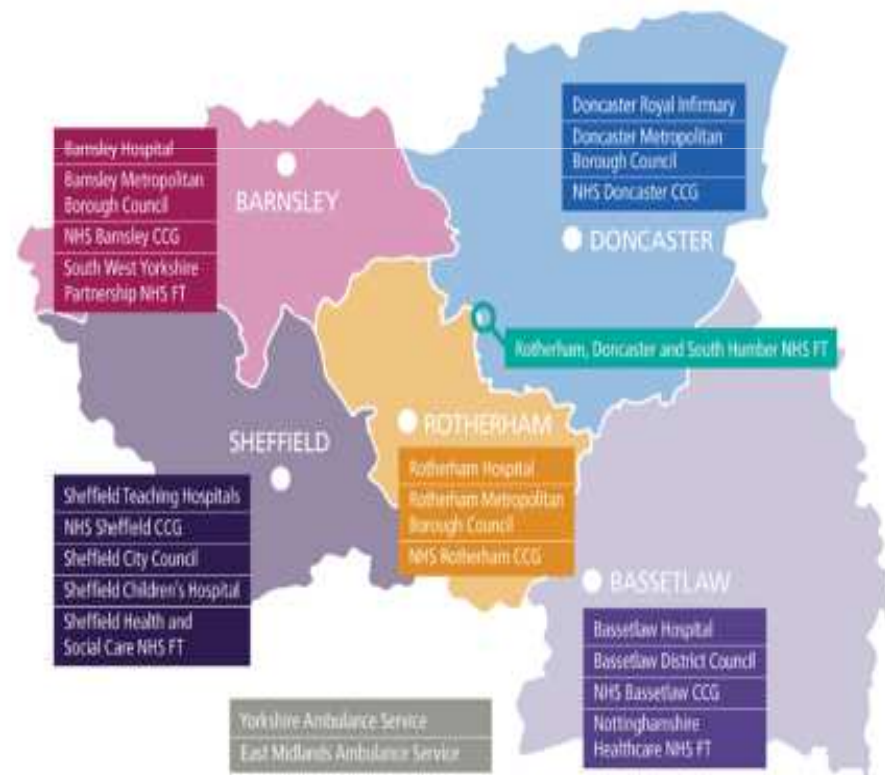 Barnsley Hospital
Barnsley Metropolitan
Borough Council
NHS Barnsley CCG
South West Yorkshire
Partnership NHS FT
BARNSLEY
Doncaster Royal Infirmary
Doncaster Metropolitan
Borough Council
NHS Doncaster CCG
DONCASTER
Rotherham, Doncaster and South Humber NHS FT
SHEFFIELD
Sheffield Teaching Hospitals
NHS Sheffield CCG
Sheffield City Council
Sheffield Children's Hospital
Sheffield Health and
Social Care NHS FT
ROTHERHAM
Rotherham Hospital
Rotherham Metropolitan
Borough Council
NHS Rotherham CCG
BASSETLAW
Bassetlaw Hospital
Bassetlaw District Council
NHS Bassetlaw CCG
Nottinghamshire
Healthcare NHS FT
Yorkshire Ambulance Service
East Midlands Ambulance Service